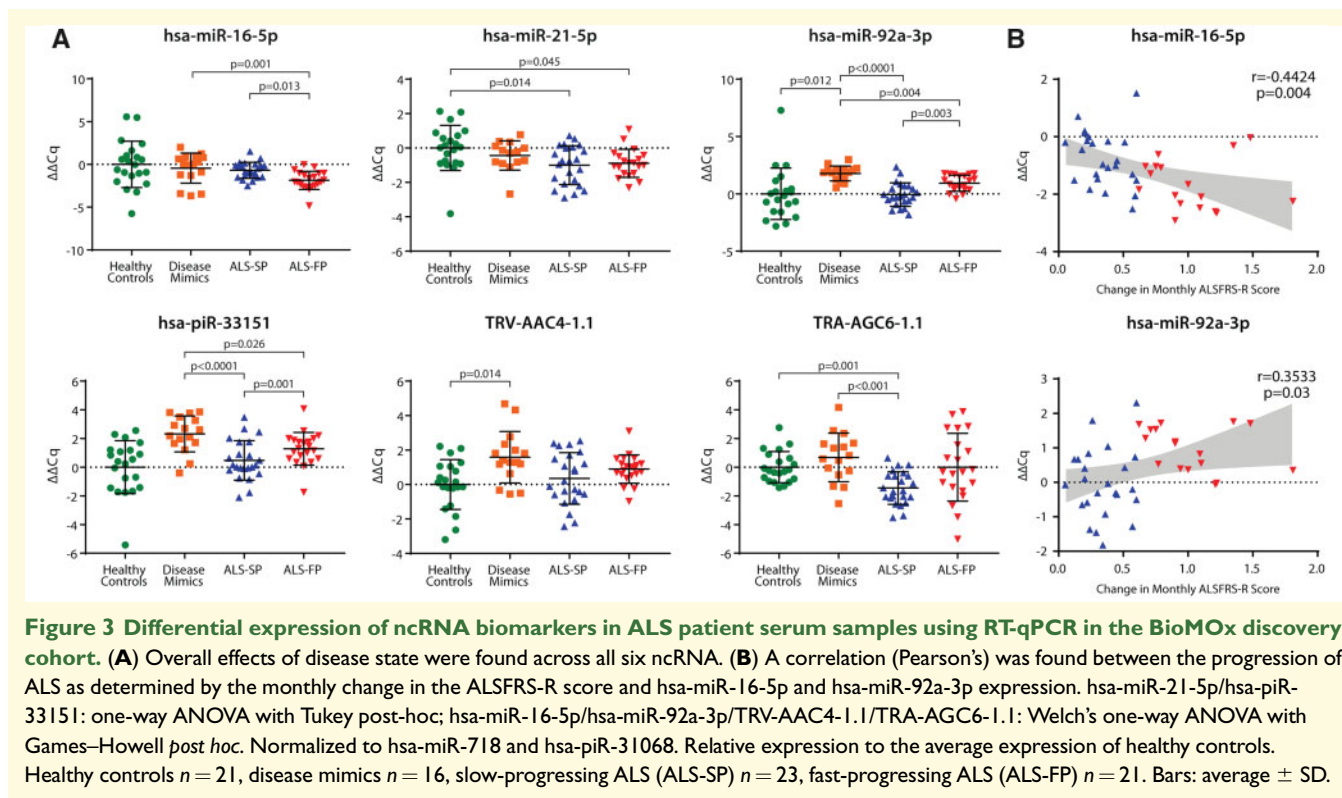 A
hsa-miR-16-5p
hsa-miR-21-5p
hsa-miR-92a-3p
B
hsa-miR-16-5p
p=0.001
p=0.013
10
5
0
-5
-10
ΔΔCq
Healthy
Controls
Disease
Mimics
ALS-SP
ALS-FP
p=0.045
p=0.014
4
2
0
-2
-4
-6
ΔΔCq
Healthy
Controls
Disease
Mimics
ALS-SP
ALS-FP
p<0.0001
p=0.012
p=0.004
p=0.003
10
5
0
-5
ΔΔCq
Healthy
Controls
Disease
Mimics
ALS-SP
ALS-FP
r=-0.4424
p=0.004
2
0
-2
-4
ΔΔCq
0.0
0.5
1.0
1.5
2.0
Change in Monthly ALSFRS-R Score
hsa-piR-33151
p=0.026
p<0.0001
p=0.001
6
4
2
0
-2
-4
-6
ΔΔCq
Healthy
Controls
Disease
Mimics
ALS-SP
ALS-FP
TRV-AAC4-1.1
p=0.014
6
4
2
0
-2
-4
ΔΔCq
Healthy
Controls
Disease
Mimics
ALS-SP
ALS-FP
TRA-AGC6-1.1
p=0.001
p<0.001
6
4
2
0
-2
-4
-6
ΔΔCq
Healthy
Controls
Disease
Mimics
ALS-SP
ALS-FP
hsa-miR-92a-3p
r=0.3533
p=0.03
3
2
1
0
-1
-2
ΔΔCq
0.0
0.5
1.0
1.5
2.0
Change in Monthly ALSFRS-R Score
Figure 3 Differential expression of ncRNA biomarkers in ALS patient serum samples using RT-qPCR in the BioMOx discovery
cohort. (A) Overall effects of disease state were found across all six ncRNA. (B) A correlation (Pearson's) was found between the progression of
ALS as determined by the monthly change in the ALSFRS-R score and hsa-miR-16-5p and hsa-miR-92a-3p expression. hsa-miR-21-5p/hsa-piR-
33151: one-way ANOVA with Tukey post-hoc; hsa-miR-16-5p/hsa-miR-92a-3p/TRV-AAC4-1.1/TRA-AGC6-1.1: Welch's one-way ANOVA with
Games–Howell post hoc. Normalized to hsa-miR-718 and hsa-piR-31068. Relative expression to the average expression of healthy controls.
Healthy controls n = 21, disease mimics n = 16, slow-progressing ALS (ALS-SP) n = 23, fast-progressing ALS (ALS-FP) n = 21. Bars: average ± SD.